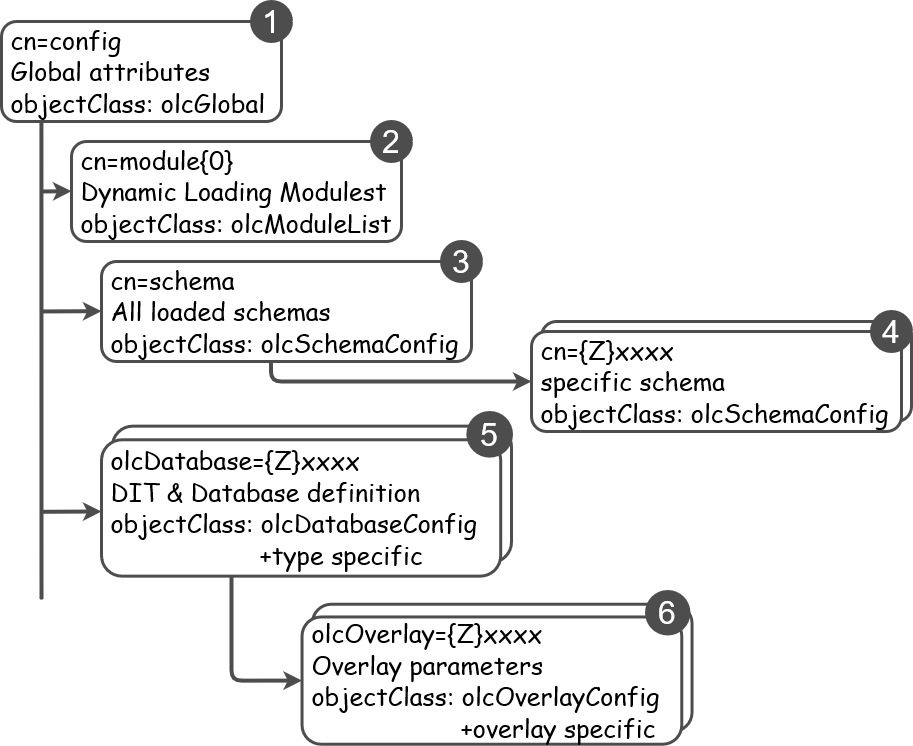 1
cn=config
Global attributes
objectClass: olcGlobal
2
cn=module{0}
Dynamic Loading Modulest
objectClass: olcModuleList
3
cn=schema
All loaded schemas
objectClass: olcSchemaConfig
4
cn={Z}xxxx
specific schema
objectClass: olcSchemaConfig
5
olcDatabase={Z}xxxx
DIT & Database definition
objectClass: olcDatabaseConfig
+type specific
6
olcOverlay={Z}xxxx
Overlay parameters
objectClass: olcOverlayConfig
+overlay specific